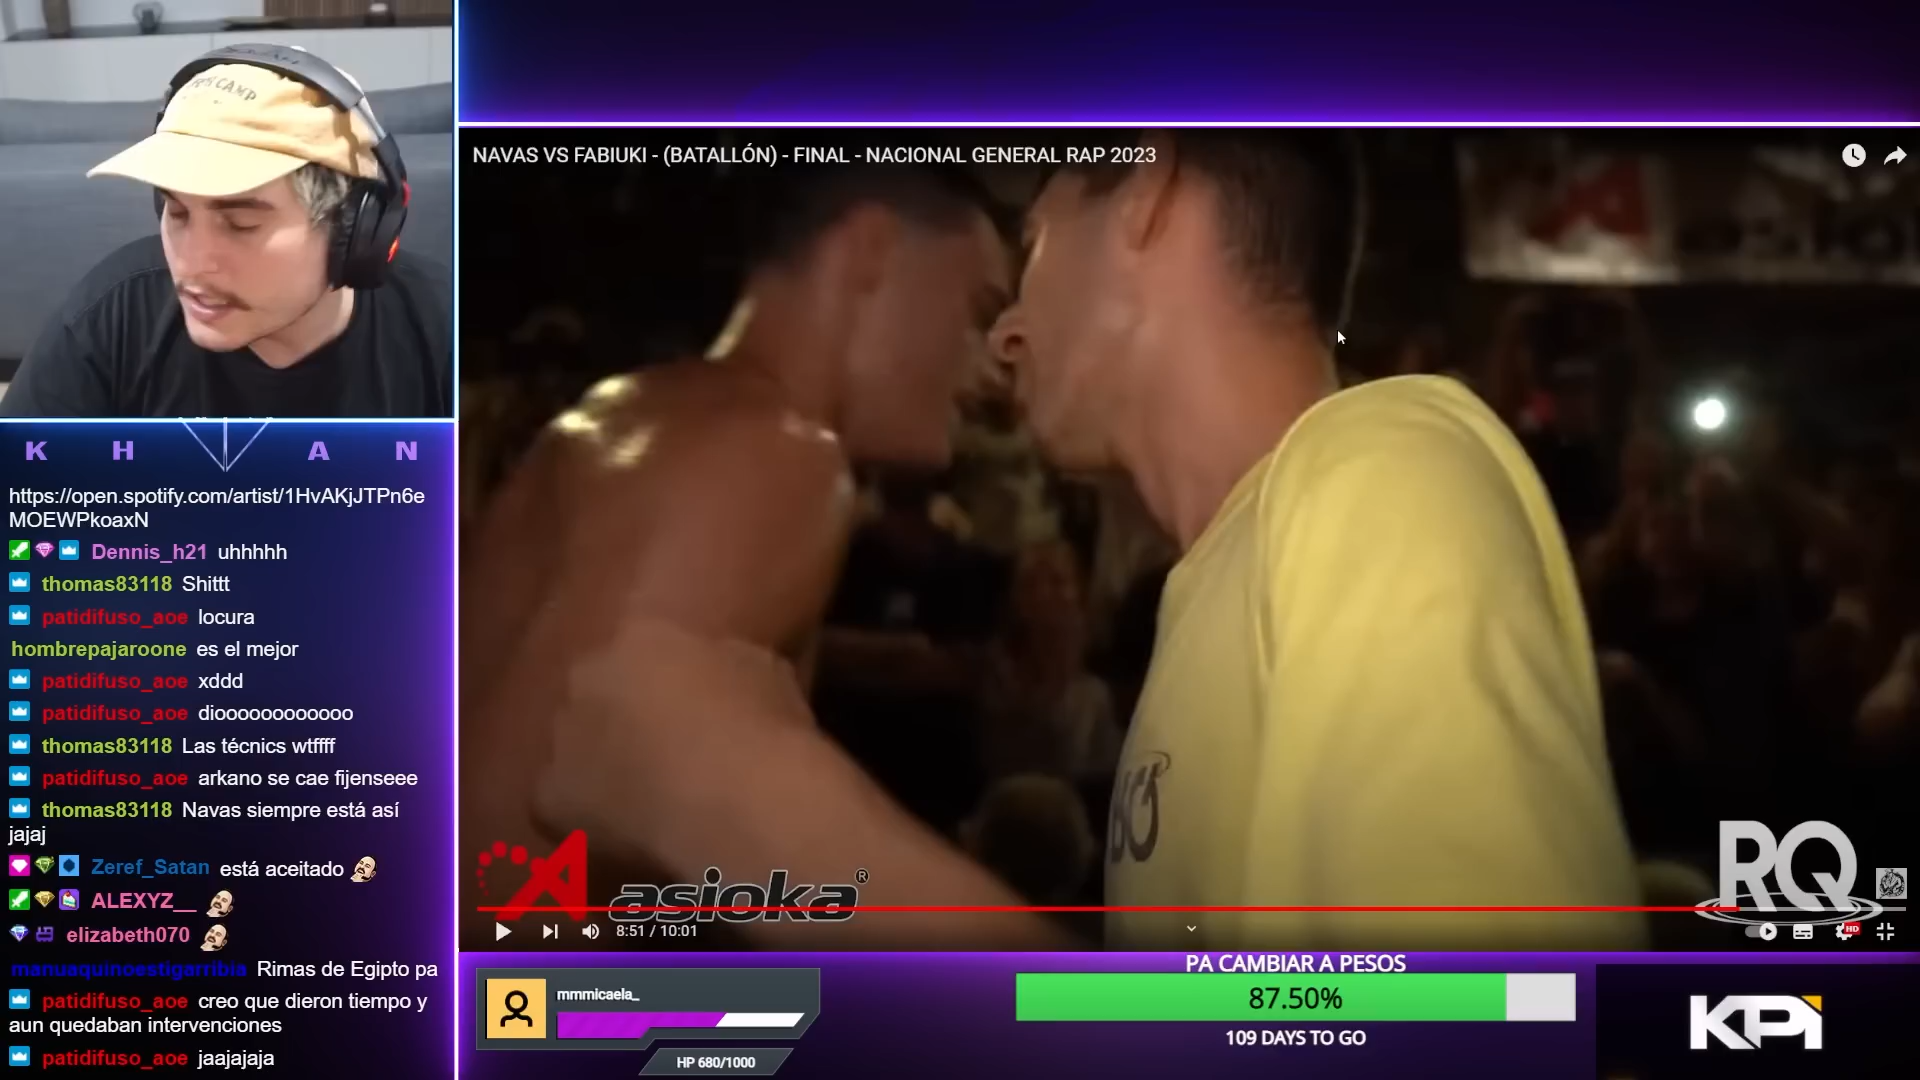 CAMP
K H A N
https://open.spotify.com/artist/1HvAKjJTPn6e
MOEWPkoaxN
Dennis_h21 uhhhhh
thomas83118 Shittt
patidifuso_aoe locura
hombrepajaroone es el mejor
patidifuso_aoe xddd
patidifuso_aoe dioooooooooooo
thomas83118 Las técnics wtffff
patidifuso_aoe arkano se cae fijenseee
thomas83118 Navas siempre está así
jajaj
Zeref_Satan está aceitado
ALEXYZ__
elizabeth070
manuaquinoestigarribia Rimas de Egipto pa
patidifuso_aoe creo que dieron tiempo y
aun quedaban intervenciones
patidifuso_aoe jaajajaja
NAVAS VS FABIUKI - (BATALLÓN) - FINAL - NACIONAL GENERAL RAP 2023
asioka®
RQ
8:51 / 10:01
HD
mmmicaela_
HP 680/1000
PA CAMBIAR A PESOS
87.50%
109 DAYS TO GO
KPI